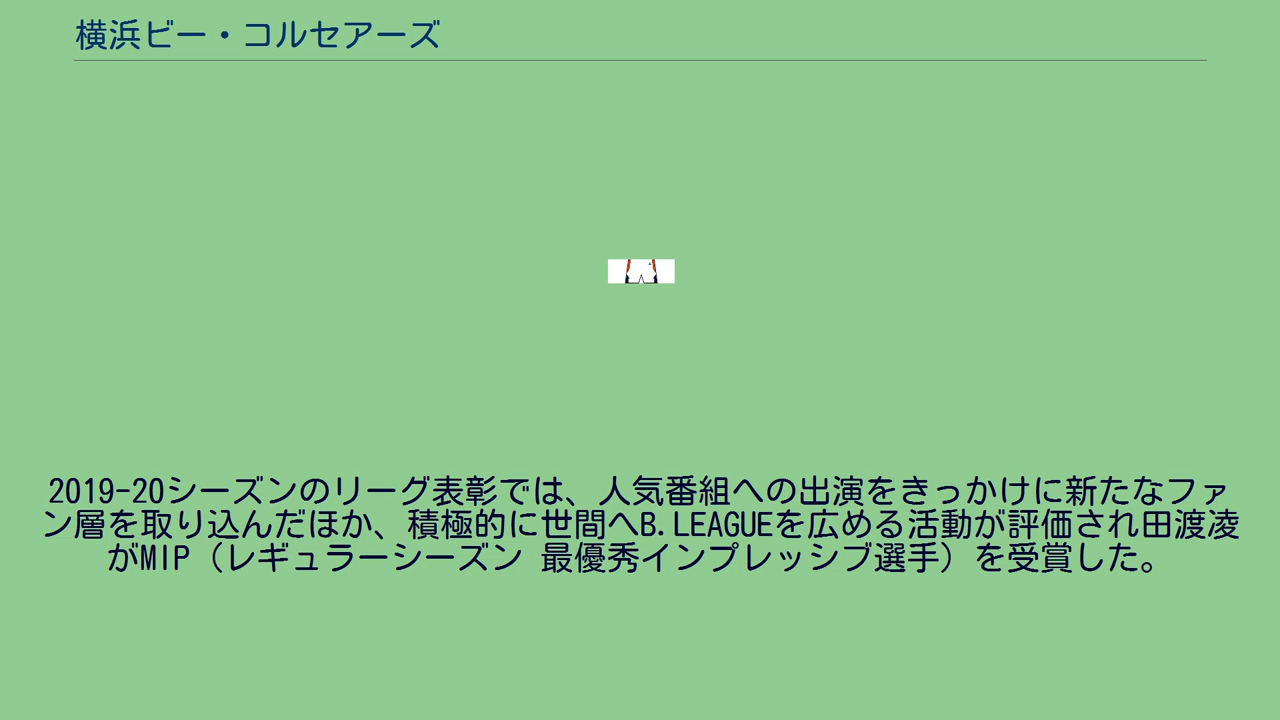 横浜ビー・コルセアーズ
2019-20シーズンのリーグ表彰では、人気番組への出演をきっかけに新たなファ
ン層を取り込んだほか、積極的に世間へB.LEAGUEを広める活動が評価され田渡凌
がMIP（レギュラーシーズン 最優秀インプレッシブ選手）を受賞した。